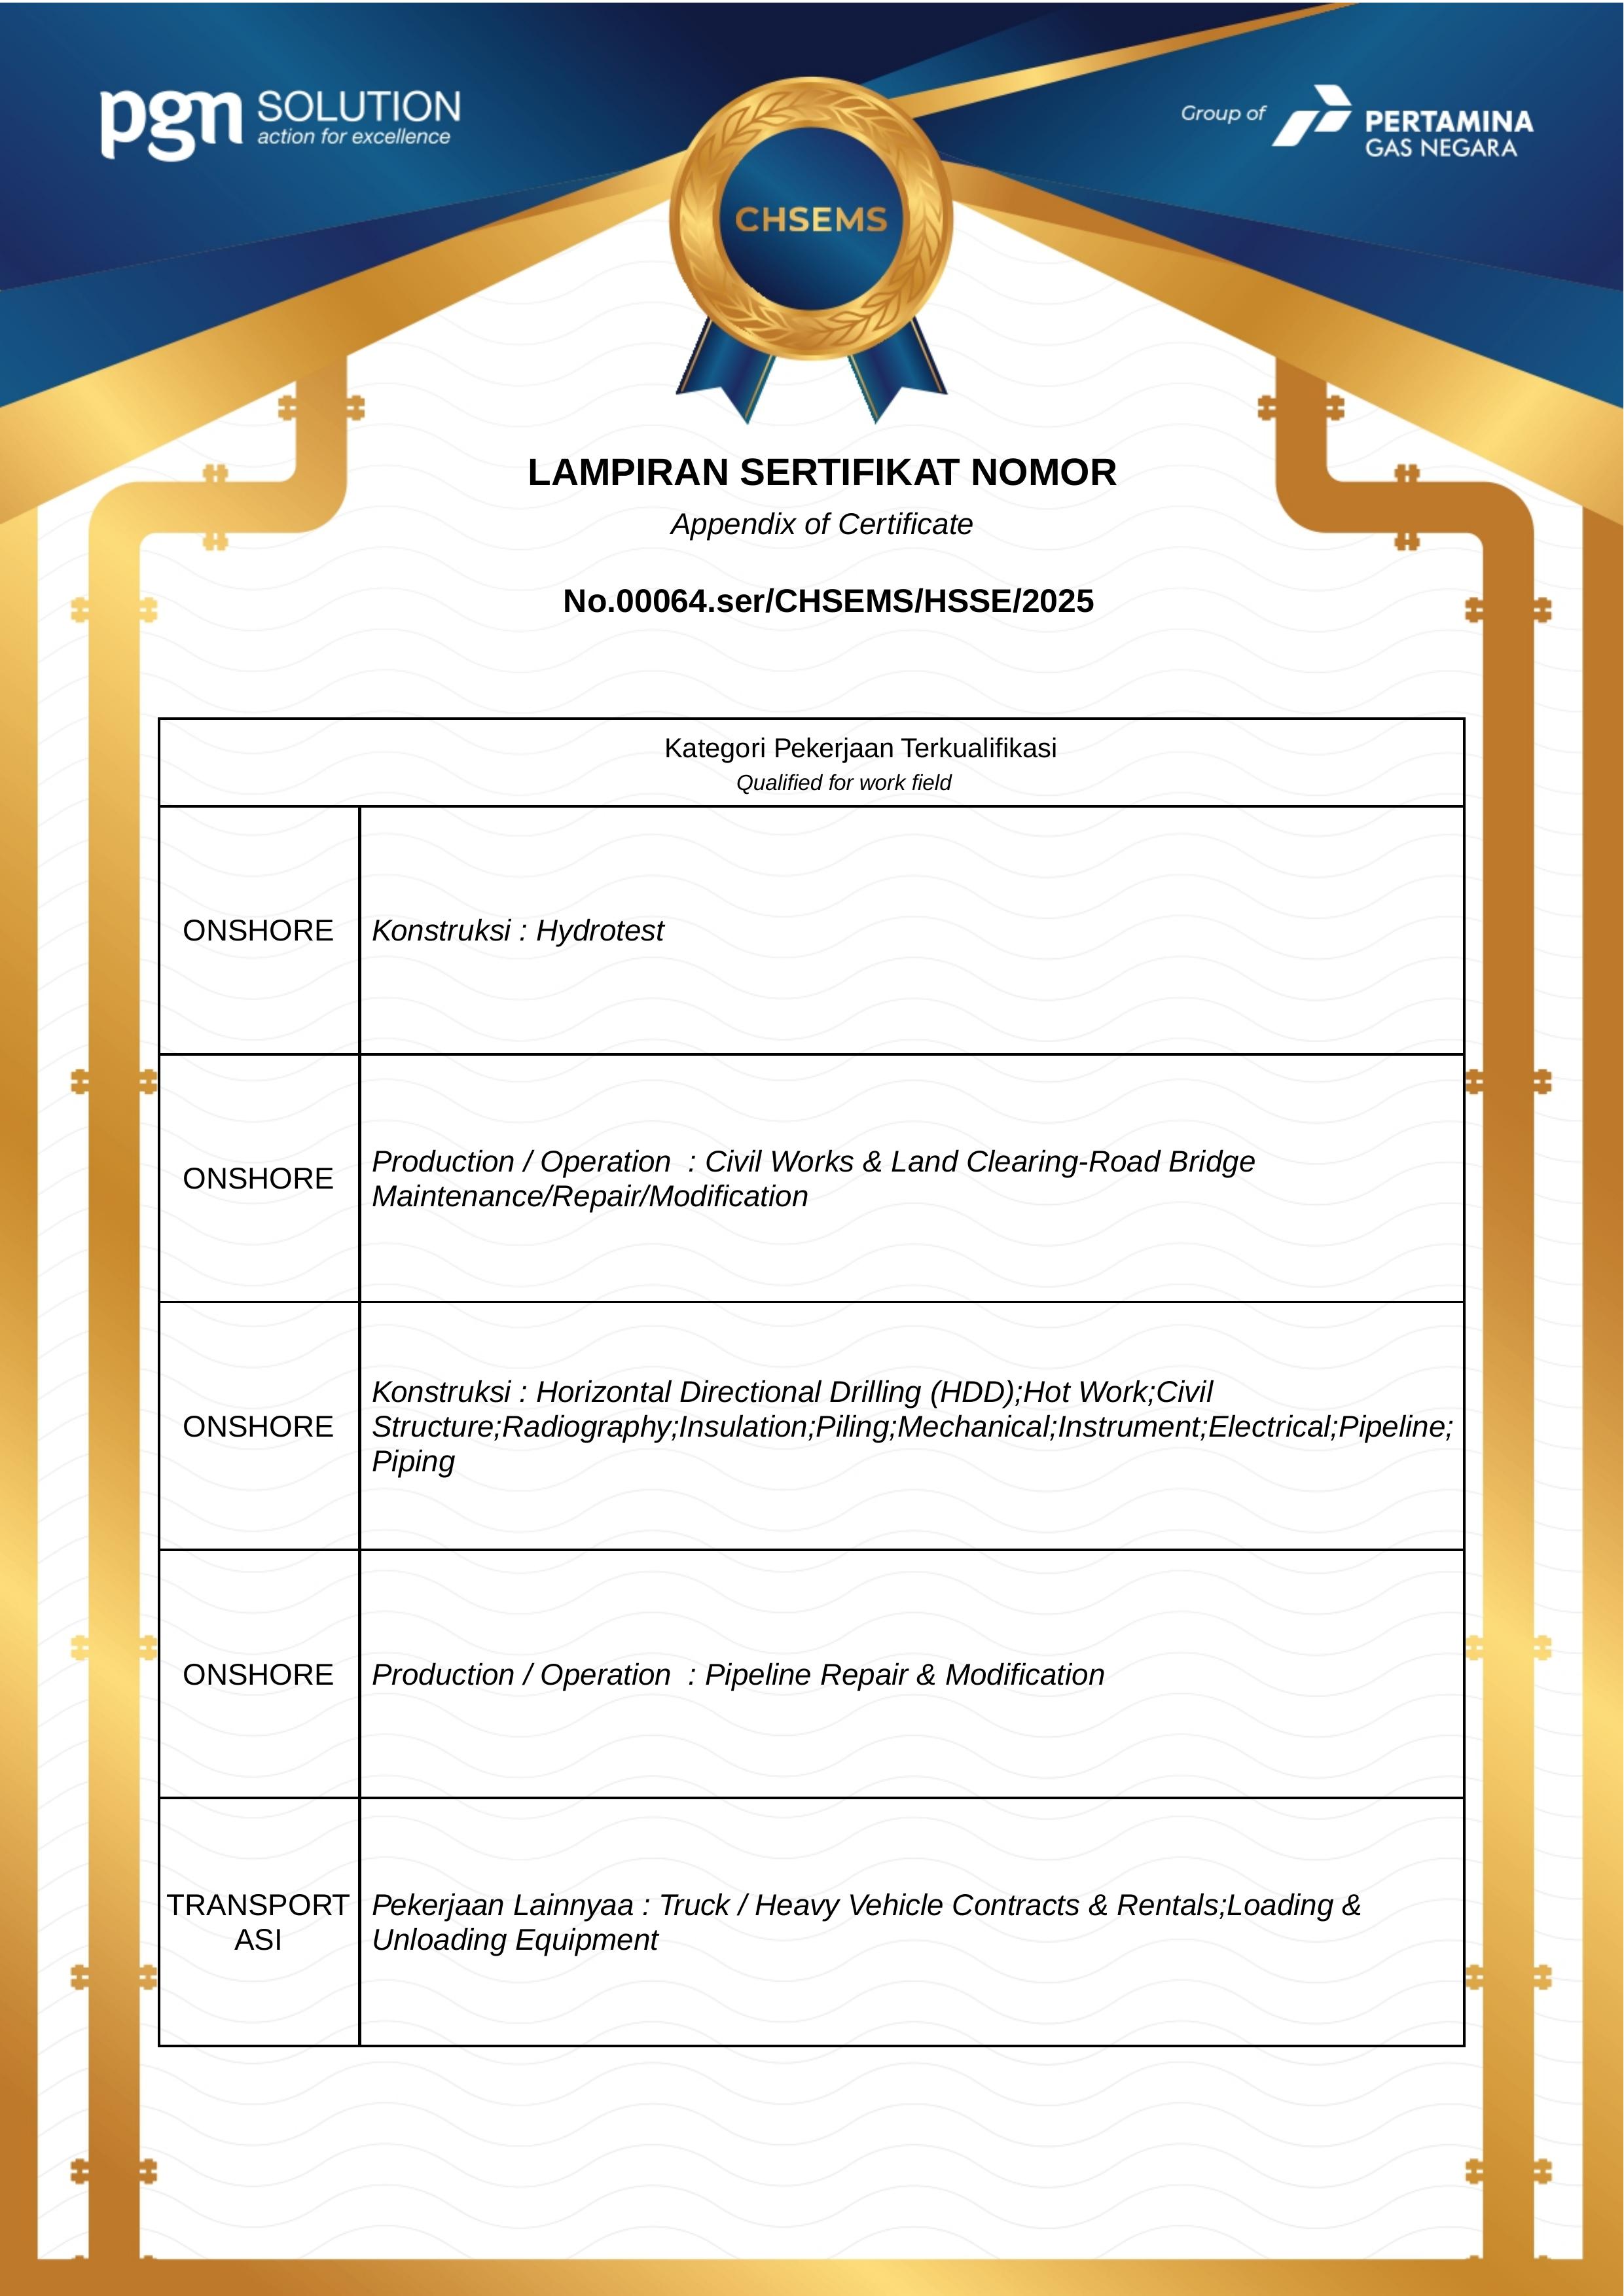 pgn SOLUTION
action for excellence
Group of PERTAMINA
GAS NEGARA
CHSEMS
LAMPIRAN SERTIFIKAT NOMOR
Appendix of Certificate
No.00064.ser/CHSEMS/HSSE/2025
Kategori Pekerjaan Terkualifikasi
Qualified for work field
ONSHORE
Konstruksi : Hydrotest
ONSHORE
Production / Operation  : Civil Works & Land Clearing-Road Bridge
Maintenance/Repair/Modification
ONSHORE
Konstruksi : Horizontal Directional Drilling (HDD);Hot Work;Civil
Structure;Radiography;Insulation;Piling;Mechanical;Instrument;Electrical;Pipeline;
Piping
ONSHORE
Production / Operation  : Pipeline Repair & Modification
TRANSPORT
ASI
Pekerjaan Lainnyaa : Truck / Heavy Vehicle Contracts & Rentals;Loading &
Unloading Equipment